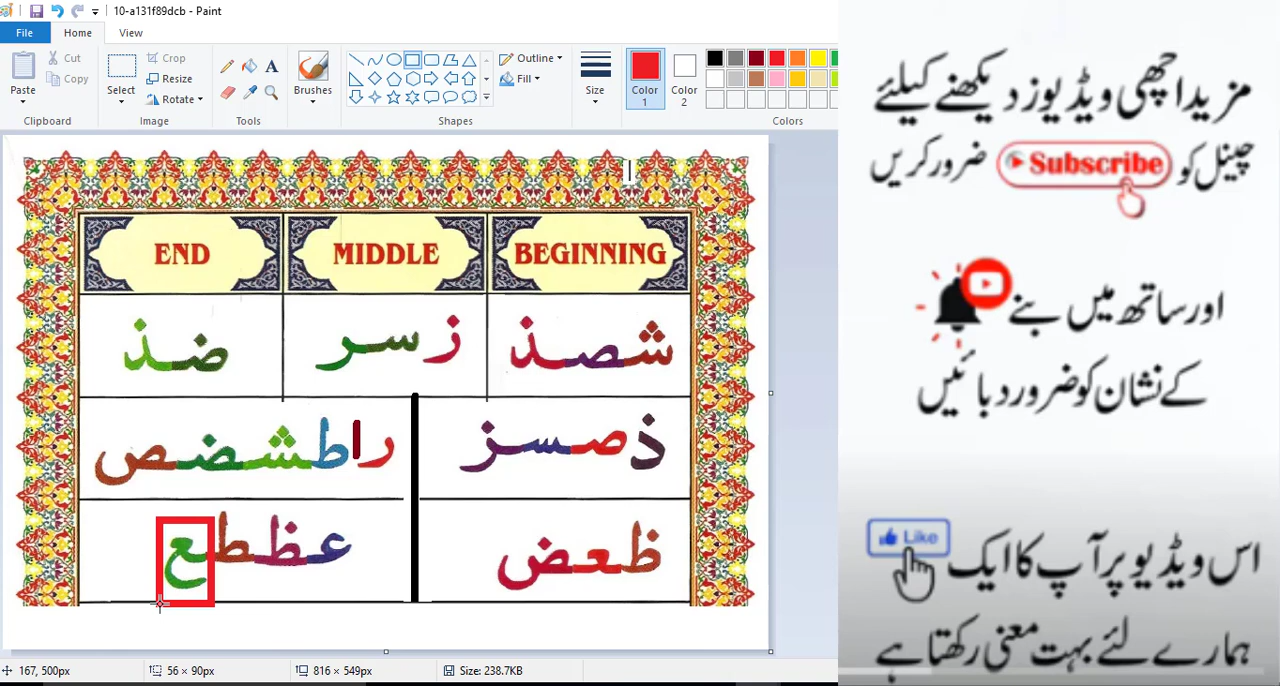 10-a131f89dcb - Paint
File Home View
Paste Cut Copy Clipboard
Select Crop Resize Rotate Image
Tools
Brushes
Outline Fill Shapes
Size
Color 1 Color 2 Colors
END MIDDLE BEGINNING
شصذ زسر ضذ
ذصسز راطشضص
ظعض عظطع
167, 500px 56 × 90px 816 × 549px Size: 238.7KB
مزید اچھی ویڈیوز دیکھنے کیلئے
چینل کو Subscribe ضرور کریں
اور ساتھ میں بنے
کے نشان کو ضرور دبائیں
اس ویڈیو پر آپ کا ایک Like
ہمارے لئے بہت معنی رکھتا ہے